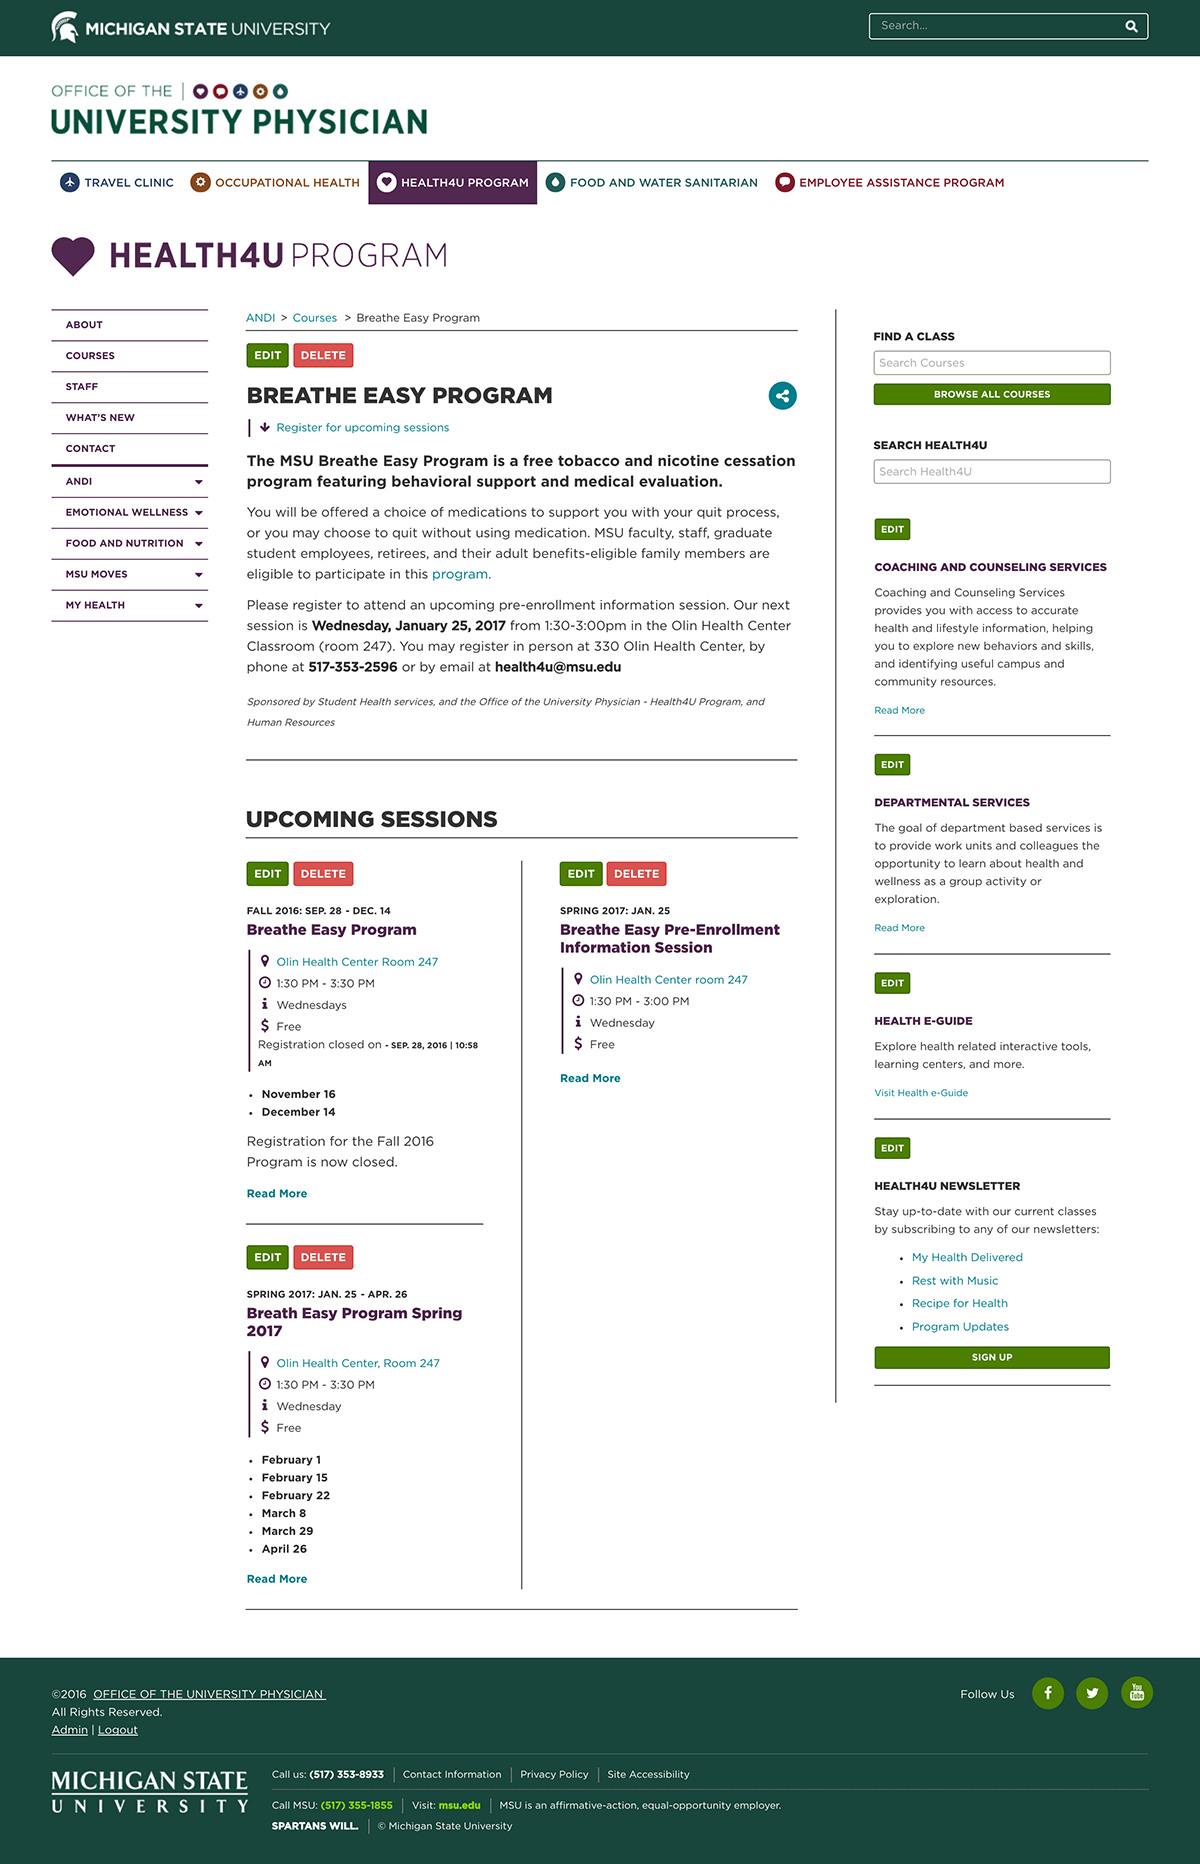 MICHIGAN STATE UNIVERSITY
Search...
OFFICE OF THE
UNIVERSITY PHYSICIAN
TRAVEL CLINIC
OCCUPATIONAL HEALTH
HEALTH4U PROGRAM
FOOD AND WATER SANITARIAN
EMPLOYEE ASSISTANCE PROGRAM
HEALTH4U PROGRAM
ABOUT
COURSES
STAFF
WHAT'S NEW
CONTACT
ANDI
EMOTIONAL WELLNESS
FOOD AND NUTRITION
MSU MOVES
MY HEALTH
ANDI > Courses > Breathe Easy Program
EDIT DELETE
BREATHE EASY PROGRAM
Register for upcoming sessions
The MSU Breathe Easy Program is a free tobacco and nicotine cessation
program featuring behavioral support and medical evaluation.
You will be offered a choice of medications to support you with your quit process,
or you may choose to quit without using medication. MSU faculty, staff, graduate
student employees, retirees, and their adult benefits-eligible family members are
eligible to participate in this program.
Please register to attend an upcoming pre-enrollment information session. Our next
session is Wednesday, January 25, 2017 from 1:30-3:00pm in the Olin Health Center
Classroom (room 247). You may register in person at 330 Olin Health Center, by
phone at 517-353-2596 or by email at health4u@msu.edu
Sponsored by Student Health services, and the Office of the University Physician - Health4U Program, and
Human Resources
UPCOMING SESSIONS
EDIT DELETE
FALL 2016: SEP. 28 - DEC. 14
Breathe Easy Program
Olin Health Center Room 247
1:30 PM - 3:30 PM
Wednesdays
Free
Registration closed on - SEP. 28, 2016 | 10:58
AM
• November 16
• December 14
Registration for the Fall 2016
Program is now closed.
Read More
EDIT DELETE
SPRING 2017: JAN. 25 - APR. 26
Breath Easy Program Spring
2017
Olin Health Center, Room 247
1:30 PM - 3:30 PM
Wednesday
Free
• February 1
• February 15
• February 22
• March 8
• March 29
• April 26
Read More
EDIT DELETE
SPRING 2017: JAN. 25
Breathe Easy Pre-Enrollment
Information Session
Olin Health Center room 247
1:30 PM - 3:00 PM
Wednesday
Free
Read More
FIND A CLASS
Search Courses
BROWSE ALL COURSES
SEARCH HEALTH4U
Search Health4U
EDIT
COACHING AND COUNSELING SERVICES
Coaching and Counseling Services
provides you with access to accurate
health and lifestyle information, helping
you to explore new behaviors and skills,
and identifying useful campus and
community resources.
Read More
EDIT
DEPARTMENTAL SERVICES
The goal of department based services is
to provide work units and colleagues the
opportunity to learn about health and
wellness as a group activity or
exploration.
Read More
EDIT
HEALTH E-GUIDE
Explore health related interactive tools,
learning centers, and more.
Visit Health e-Guide
EDIT
HEALTH4U NEWSLETTER
Stay up-to-date with our current classes
by subscribing to any of our newsletters:
• My Health Delivered
• Rest with Music
• Recipe for Health
• Program Updates
SIGN UP
©2016 OFFICE OF THE UNIVERSITY PHYSICIAN
All Rights Reserved.
Admin | Logout
Follow Us
You Tube
MICHIGAN STATE
UNIVERSITY
Call us: (517) 353-8933 | Contact Information | Privacy Policy | Site Accessibility
Call MSU: (517) 355-1855 | Visit: msu.edu | MSU is an affirmative-action, equal-opportunity employer.
SPARTANS WILL. | © Michigan State University